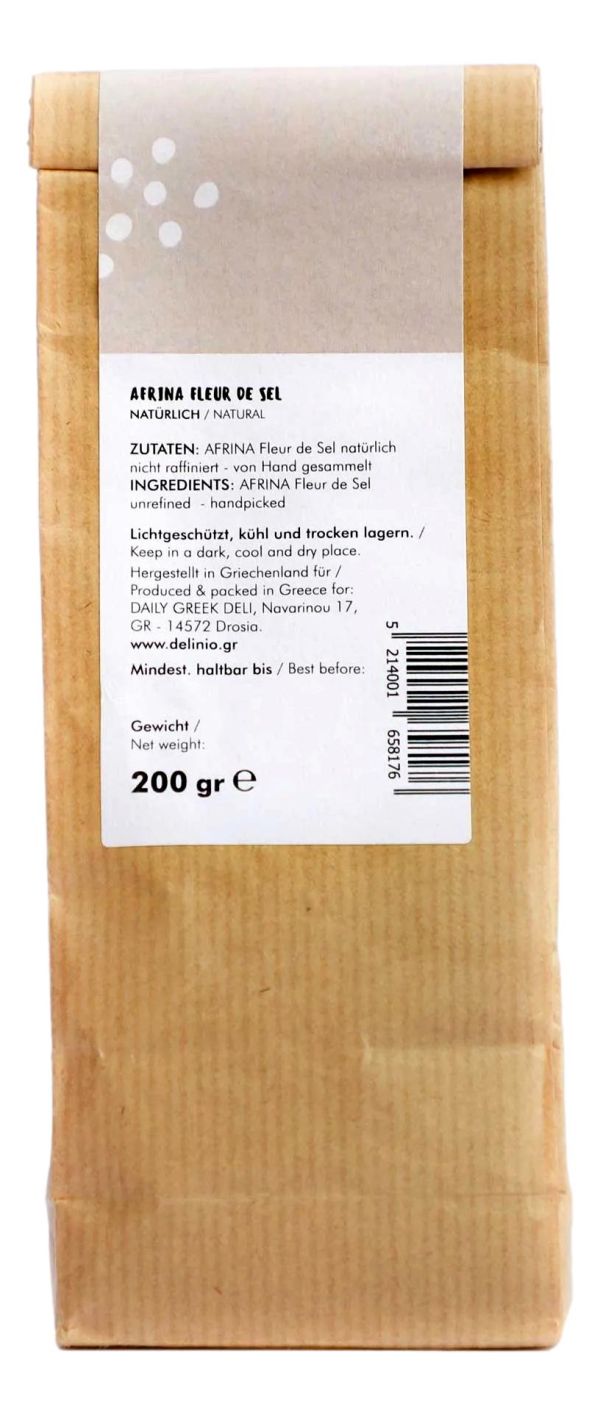 AFRINA FLEUR DE SEL
NATÜRLICH / NATURAL
ZUTATEN: AFRINA Fleur de Sel natürlich
nicht raffiniert - von Hand gesammelt
INGREDIENTS: AFRINA Fleur de Sel
unrefined - handpicked
Lichtgeschützt, kühl und trocken lagern. /
Keep in a dark, cool and dry place.
Hergestellt in Griechenland für /
Produced & packed in Greece for:
DAILY GREEK DELI, Navarinou 17,
GR - 14572 Drosia.
www.delinio.gr
Mindest. haltbar bis / Best before:
Gewicht /
Net weight:
200 gr ℮
5 214001 658176